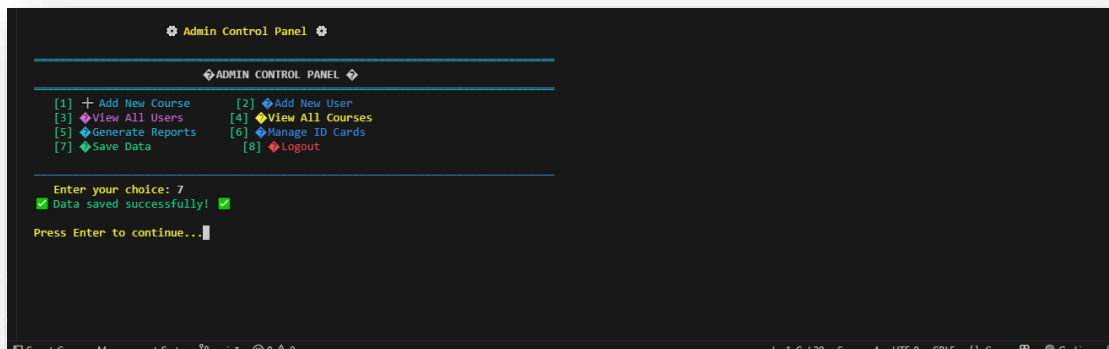 ⚙ Admin Control Panel ⚙
�ADMIN CONTROL PANEL �
[1] ➕ Add New Course [2] �Add New User
[3] �View All Users [4] �View All Courses
[5] �Generate Reports [6] �Manage ID Cards
[7] �Save Data [8] �Logout
Enter your choice: 7
✅ Data saved successfully! ✅
Press Enter to continue...